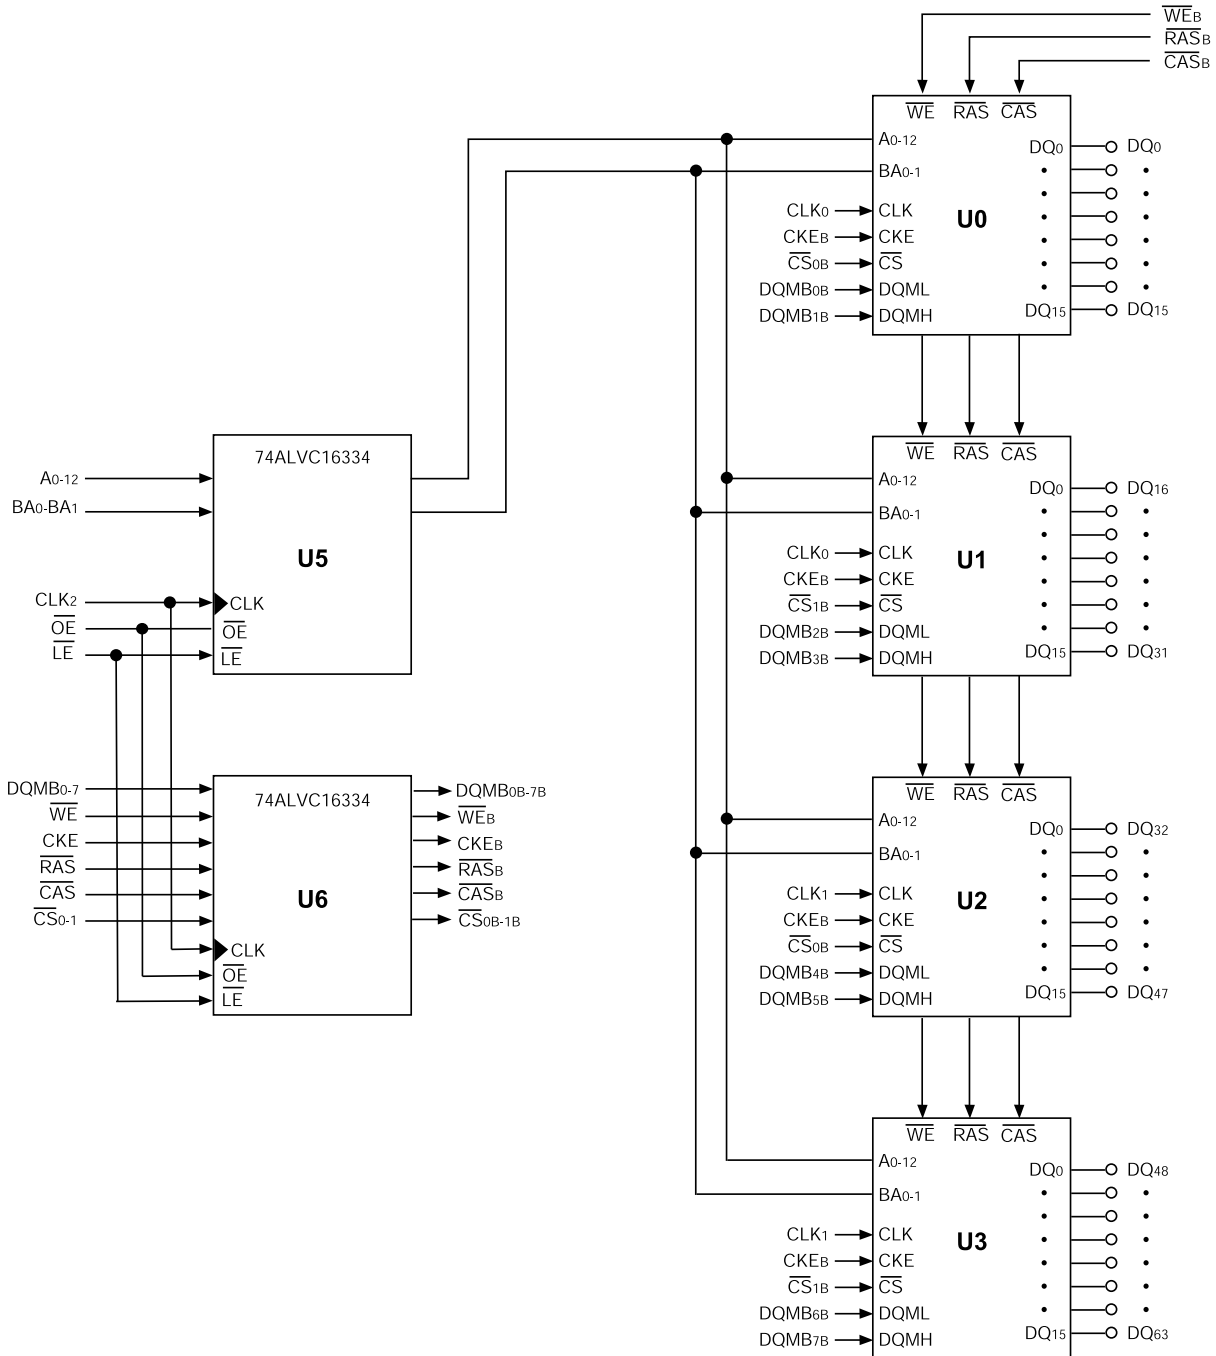 WEB
RASB
CASB
WE RAS CAS
A0-12
BA0-1
CLK0 CLK
CKEB CKE
CS0B CS
DQMB0B DQML
DQMB1B DQMH
U0
DQ0 DQ0
DQ15 DQ15
74ALVC16334
A0-12
BA0-BA1
U5
CLK2 CLK
OE OE
LE LE
WE RAS CAS
A0-12
BA0-1
CLK0 CLK
CKEB CKE
CS1B CS
DQMB2B DQML
DQMB3B DQMH
U1
DQ0 DQ16
DQ15 DQ31
74ALVC16334
DQMB0-7
WE
CKE
RAS
CAS
CS0-1
U6
CLK
OE
LE
DQMB0B-7B
WEB
CKEB
RASB
CASB
CS0B-1B
WE RAS CAS
A0-12
BA0-1
CLK1 CLK
CKEB CKE
CS0B CS
DQMB4B DQML
DQMB5B DQMH
U2
DQ0 DQ32
DQ15 DQ47
WE RAS CAS
A0-12
BA0-1
CLK1 CLK
CKEB CKE
CS1B CS
DQMB6B DQML
DQMB7B DQMH
U3
DQ0 DQ48
DQ15 DQ63